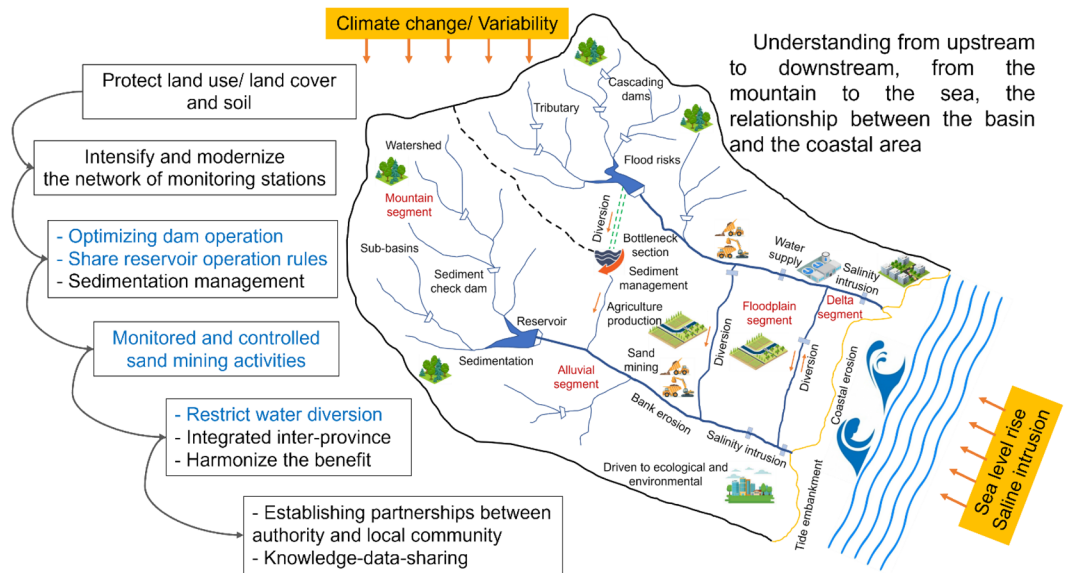 Climate change/ Variability
Understanding from upstream
to downstream, from the
mountain to the sea, the
relationship between the basin
and the coastal area
Protect land use/ land cover
and soil
Intensify and modernize
the network of monitoring stations
- Optimizing dam operation
- Share reservoir operation rules
- Sedimentation management
Monitored and controlled
sand mining activities
- Restrict water diversion
- Integrated inter-province
- Harmonize the benefit
- Establishing partnerships between
authority and local community
- Knowledge-data-sharing
Cascading
dams
Tributary
Watershed
Flood risks
Mountain
segment
Diversion
Bottleneck
section
Sub-basins
Sediment
check dam
Sediment
management
Water
supply
Salinity
intrusion
Agriculture
production
Floodplain
segment
Delta
segment
Reservoir
Diversion
Sedimentation
Sand
mining
Alluvial
segment
Diversion
Coastal erosion
Bank erosion
Salinity intrusion
Driven to ecological and
environmental
Tide embankment
Sea level rise
Saline intrusion